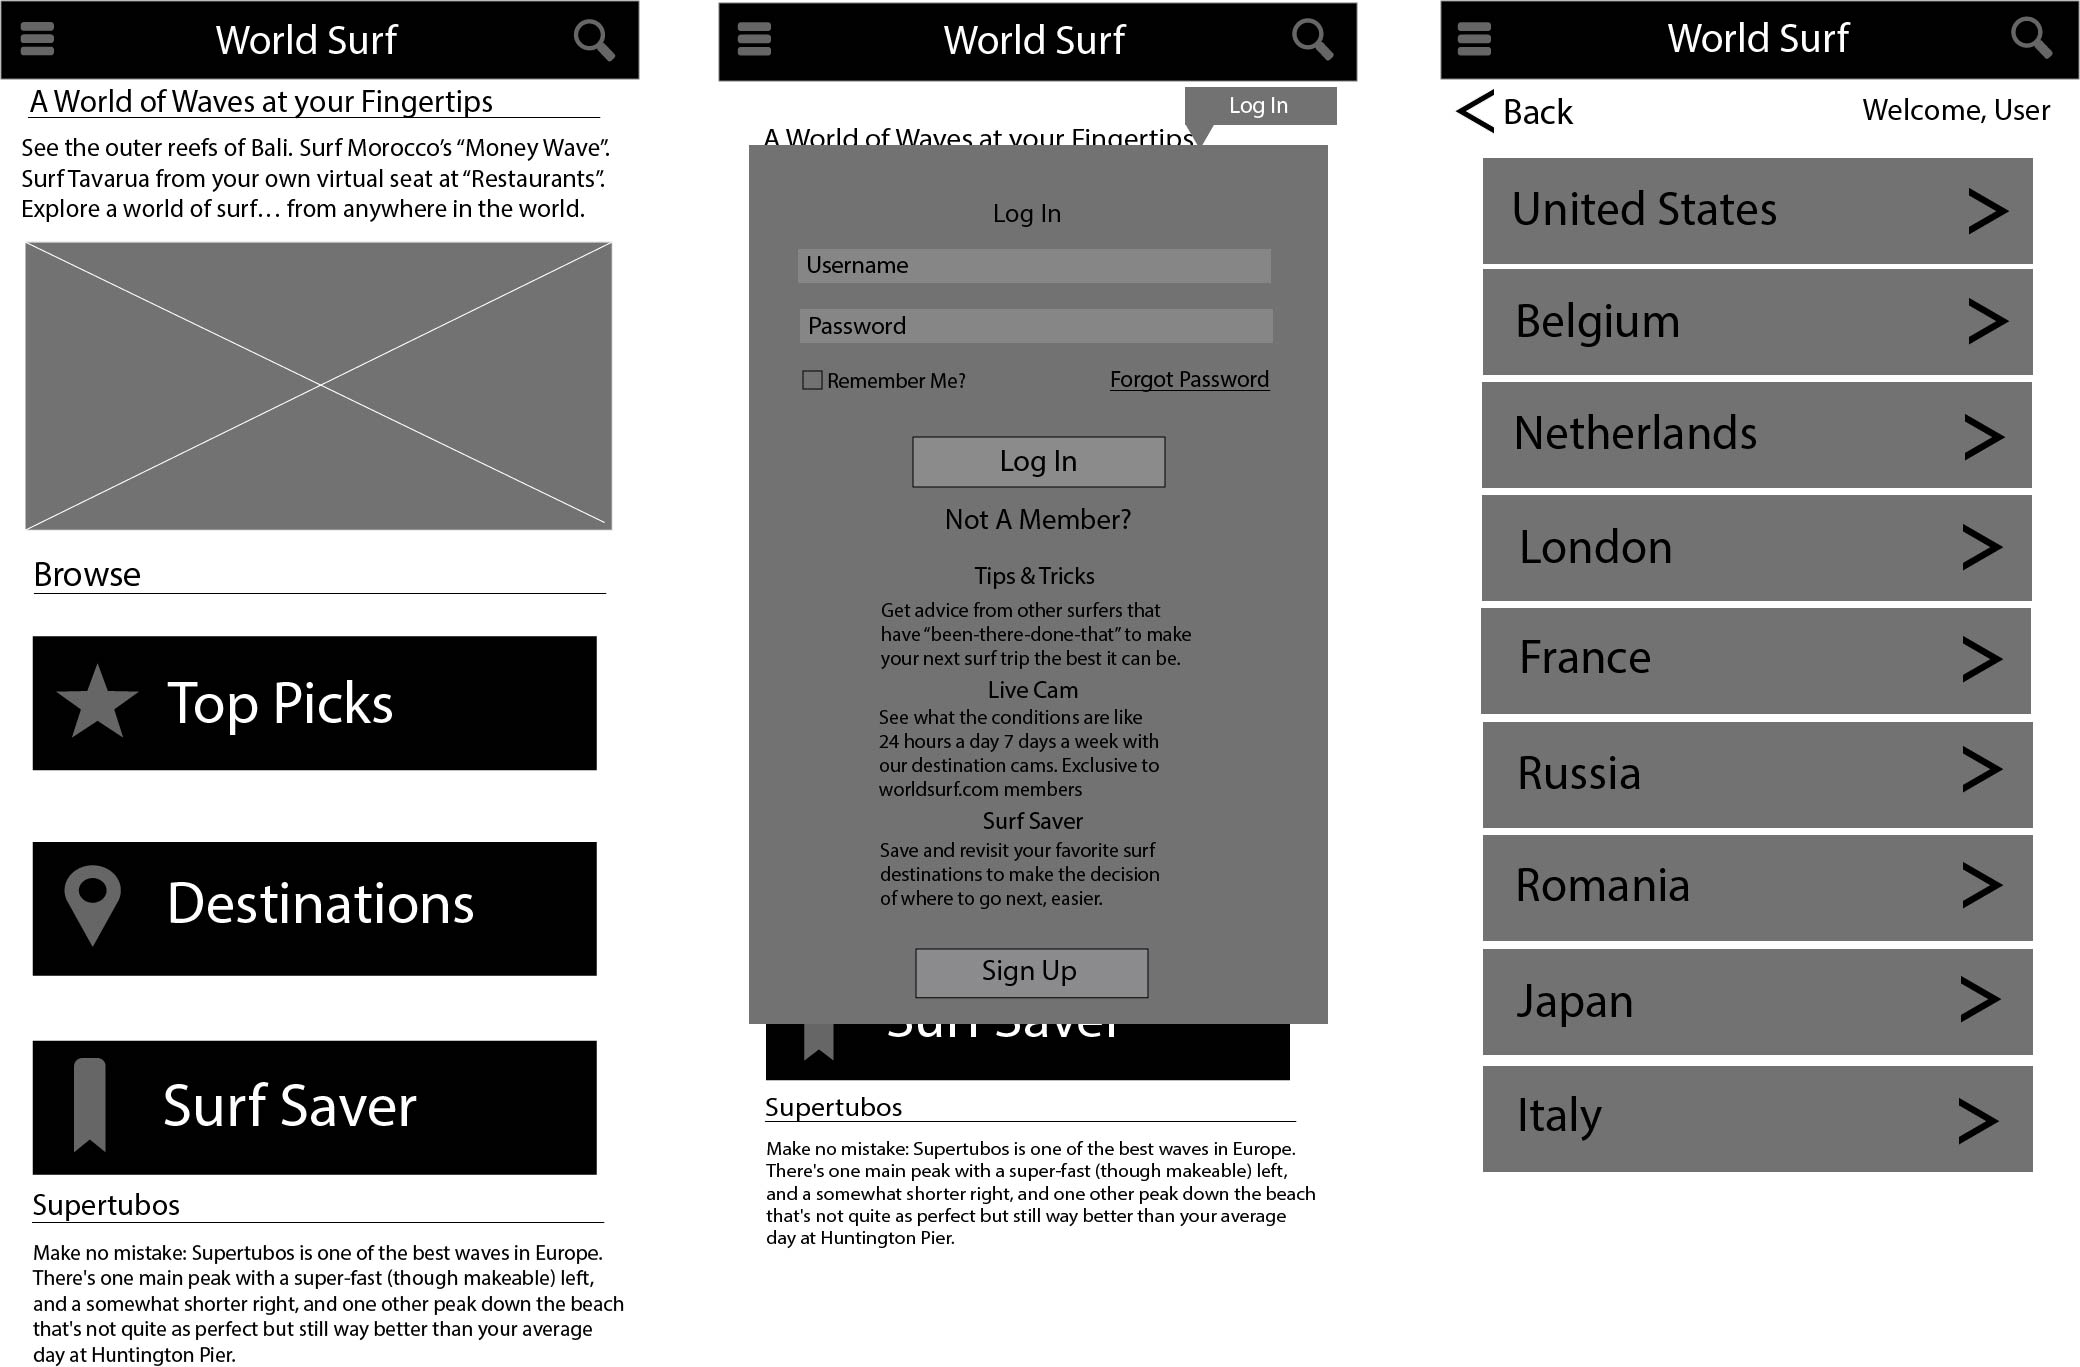 World Surf
A World of Waves at your Fingertips
See the outer reefs of Bali. Surf Morocco’s “Money Wave”.
Surf Tavarua from your own virtual seat at “Restaurants”.
Explore a world of surf… from anywhere in the world.
Browse
Top Picks
Destinations
Surf Saver
Supertubos
Make no mistake: Supertubos is one of the best waves in Europe.
There's one main peak with a super-fast (though makeable) left,
and a somewhat shorter right, and one other peak down the beach
that's not quite as perfect but still way better than your average
day at Huntington Pier.
World Surf
Log In
A World of Waves at your Fingertips
Log In
Username
Password
Remember Me?
Forgot Password
Log In
Not A Member?
Tips & Tricks
Get advice from other surfers that
have “been-there-done-that” to make
your next surf trip the best it can be.
Live Cam
See what the conditions are like
24 hours a day 7 days a week with
our destination cams. Exclusive to
worldsurf.com members
Surf Saver
Save and revisit your favorite surf
destinations to make the decision
of where to go next, easier.
Sign Up
Surf Saver
Supertubos
Make no mistake: Supertubos is one of the best waves in Europe.
There's one main peak with a super-fast (though makeable) left,
and a somewhat shorter right, and one other peak down the beach
that's not quite as perfect but still way better than your average
day at Huntington Pier.
World Surf
Back
Welcome, User
United States
Belgium
Netherlands
London
France
Russia
Romania
Japan
Italy